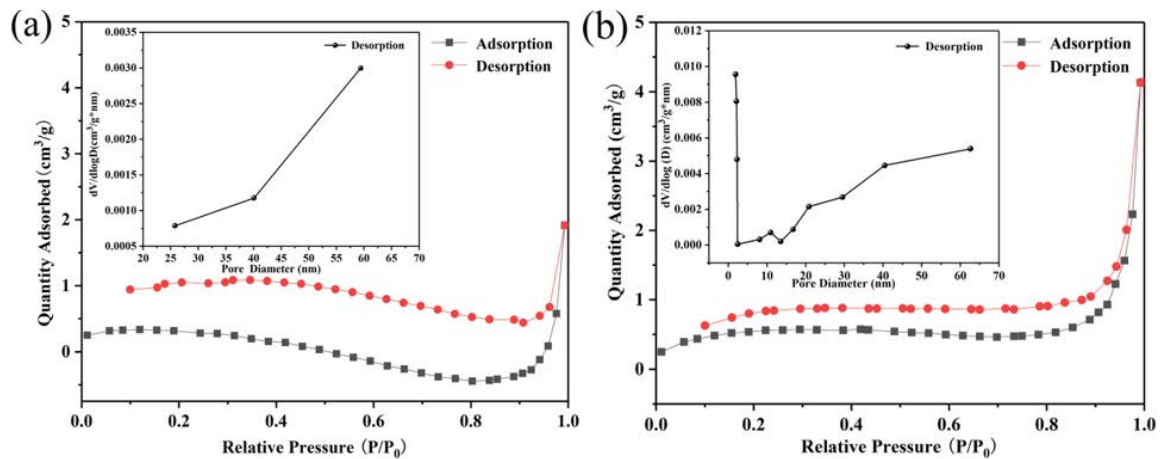 (a)
Quantity Adsorbed (cm³/g)
5
4
3
2
1
0
0.0 0.2 0.4 0.6 0.8 1.0
Relative Pressure (P/P₀)
Adsorption
Desorption
dV/dlogD(cm³/g*nm)
0.0035
0.0030
0.0025
0.0020
0.0015
0.0010
0.0005
20 25 30 35 40 45 50 55 60 65 70
Pore Diameter (nm)
Desorption
(b)
Quantity Adsorbed (cm³/g)
5
4
3
2
1
0
0.0 0.2 0.4 0.6 0.8 1.0
Relative Pressure (P/P₀)
Adsorption
Desorption
dV/dlog (D) (cm³/g*nm)
0.012
0.010
0.008
0.006
0.004
0.002
0.000
0 10 20 30 40 50 60 70
Pore Diameter (nm)
Desorption